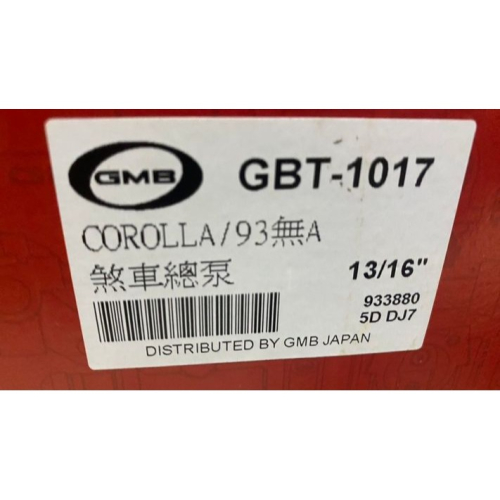 GMB
GBT-1017
COROLLA/93無A
煞車總泵
13/16"
933880
5D DJ7
DISTRIBUTED BY GMB JAPAN